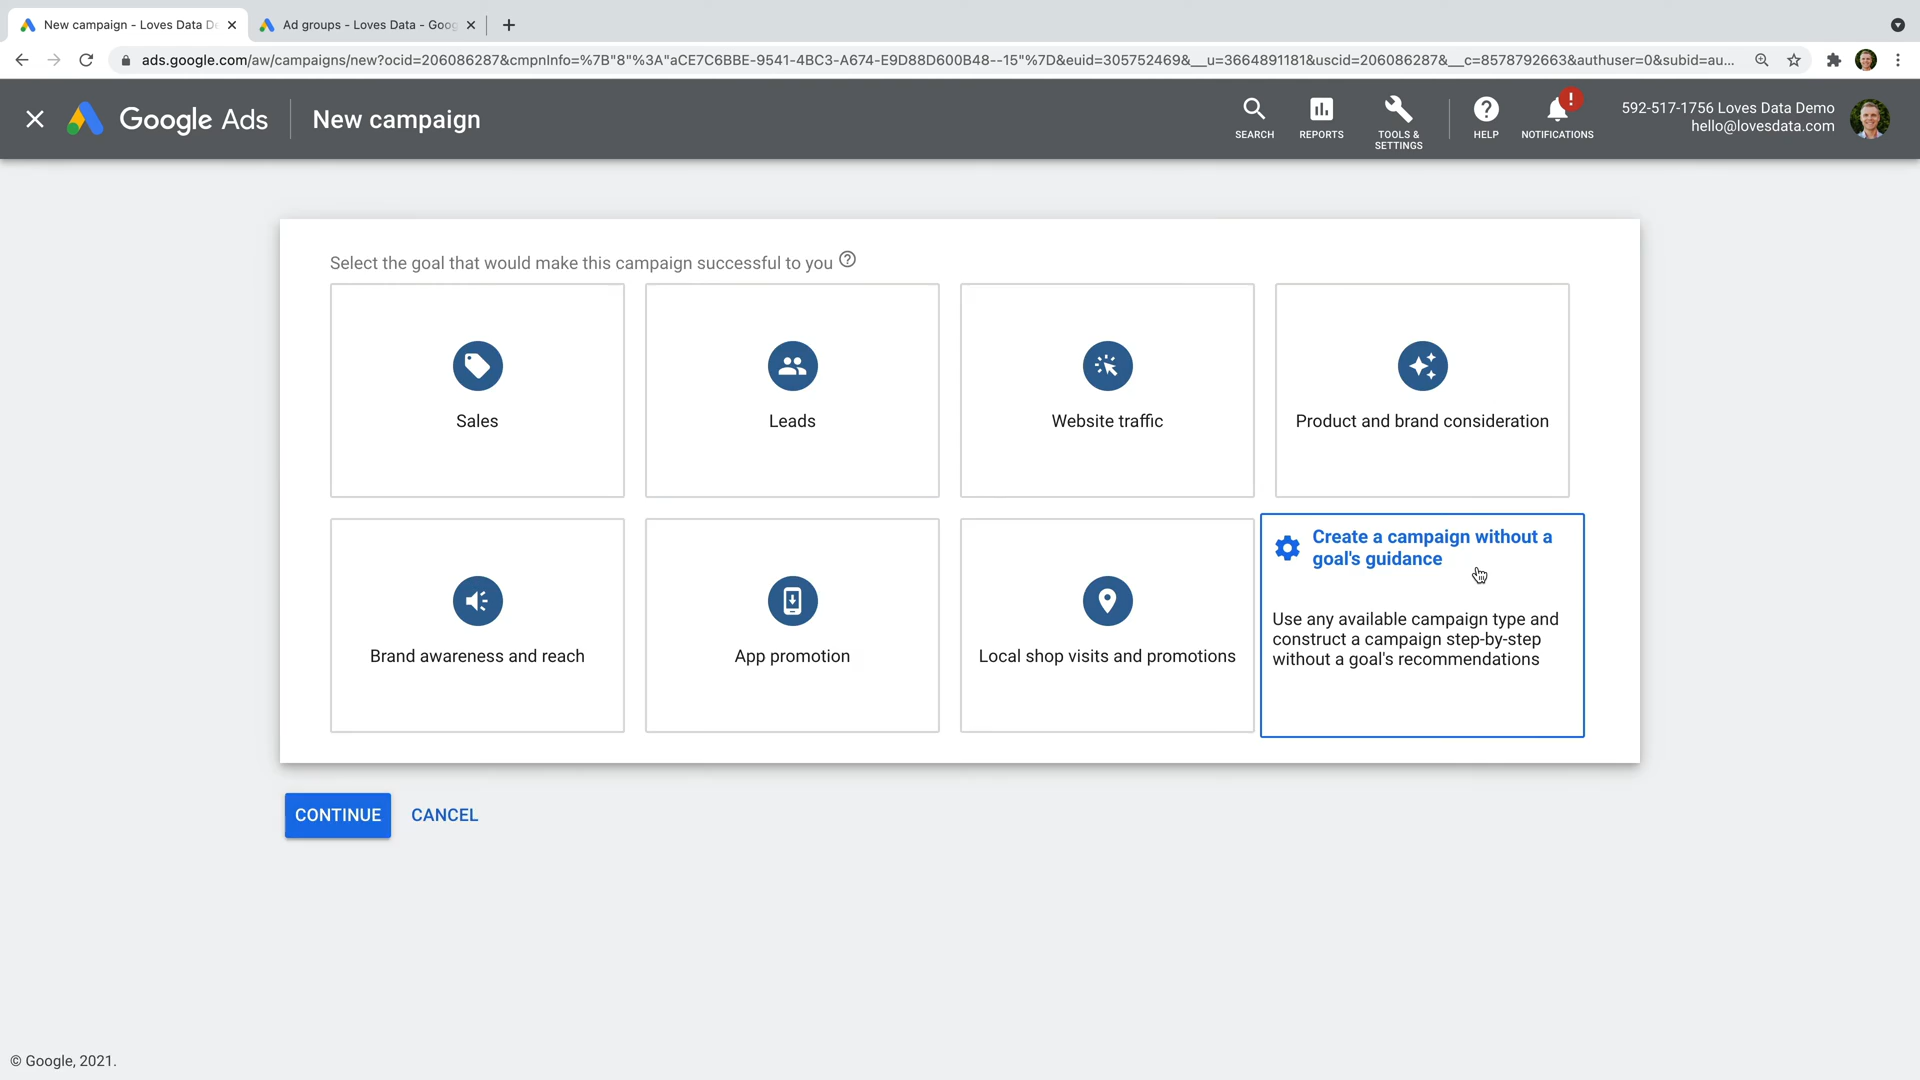 New campaign - Loves Data De
Ad groups - Loves Data - Goog
ads.google.com/aw/campaigns/new?ocid=206086287&cmpnInfo=%7B"8"%3A"aCE7C6BBE-9541-4BC3-A674-E9D88D600B48--15"%7D&euid=305752469&__u=3664891181&uscid=206086287&__c=8578792663&authuser=0&subid=au...
Google Ads
New campaign
SEARCH
REPORTS
TOOLS &
SETTINGS
HELP
NOTIFICATIONS
592-517-1756 Loves Data Demo
hello@lovesdata.com
Select the goal that would make this campaign successful to you
Sales
Leads
Website traffic
Product and brand consideration
Brand awareness and reach
App promotion
Local shop visits and promotions
Create a campaign without a
goal's guidance
Use any available campaign type and
construct a campaign step-by-step
without a goal's recommendations
CONTINUE
CANCEL
© Google, 2021.